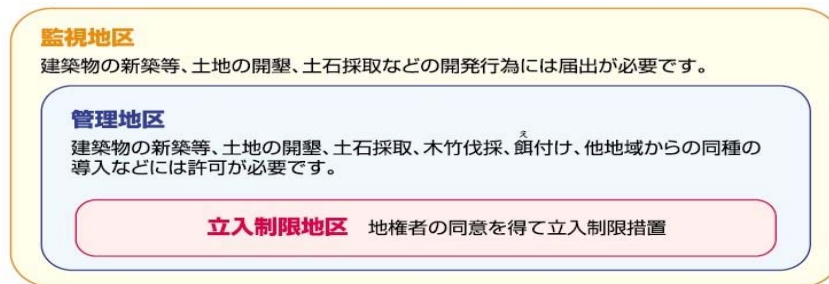 監視地区
建築物の新築等、土地の開墾、土石採取などの開発行為には届出が必要です。
管理地区
建築物の新築等、土地の開墾、土石採取、木竹伐採、餌付け、他地域からの同種の
導入などには許可が必要です。
立入制限地区 地権者の同意を得て立入制限措置